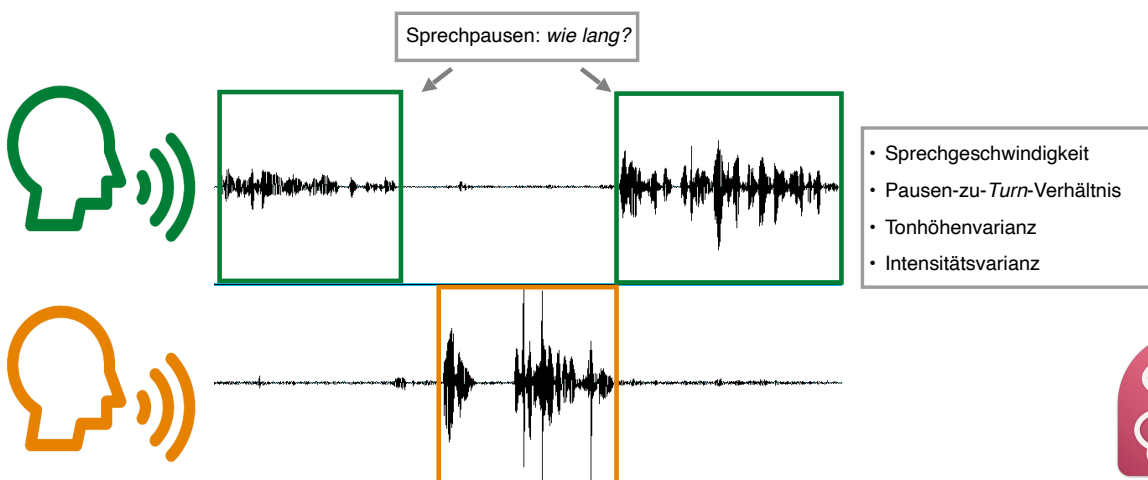 Sprechpausen: wie lang?
• Sprechgeschwindigkeit
• Pausen-zu-Turn-Verhältnis
• Tonhöhenvarianz
• Intensitätsvarianz